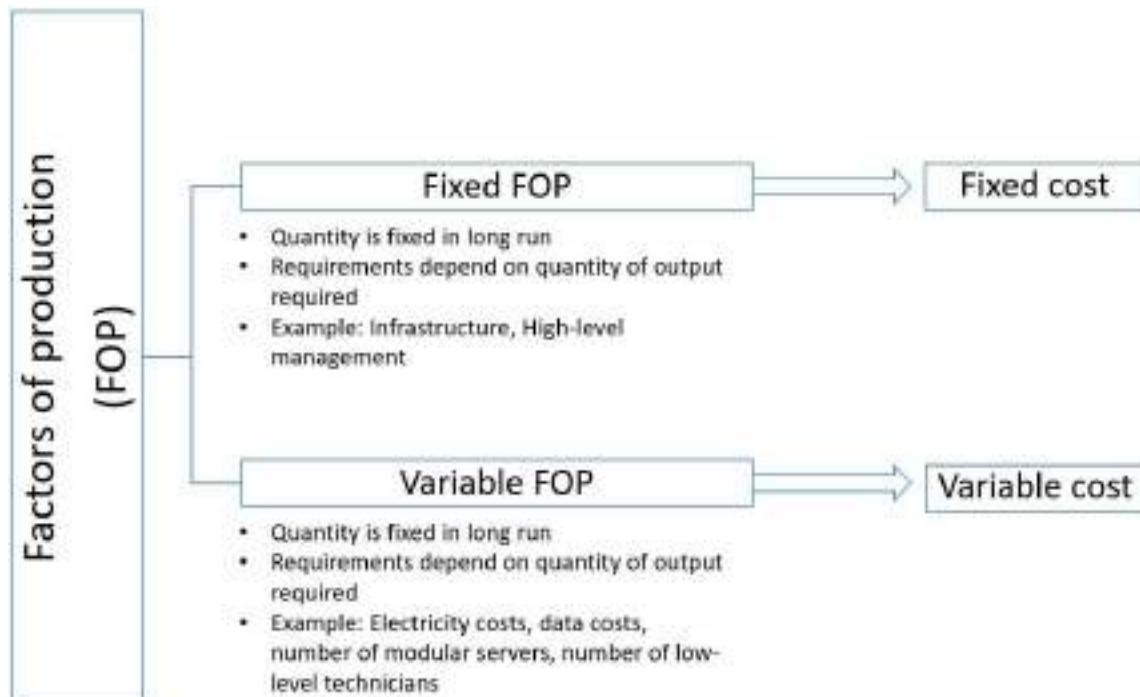 Factors of production
(FOP)
Fixed FOP
Fixed cost
• Quantity is fixed in long run
• Requirements depend on quantity of output
required
• Example: Infrastructure, High-level
management
Variable FOP
Variable cost
• Quantity is fixed in long run
• Requirements depend on quantity of output
required
• Example: Electricity costs, data costs,
number of modular servers, number of low-
level technicians